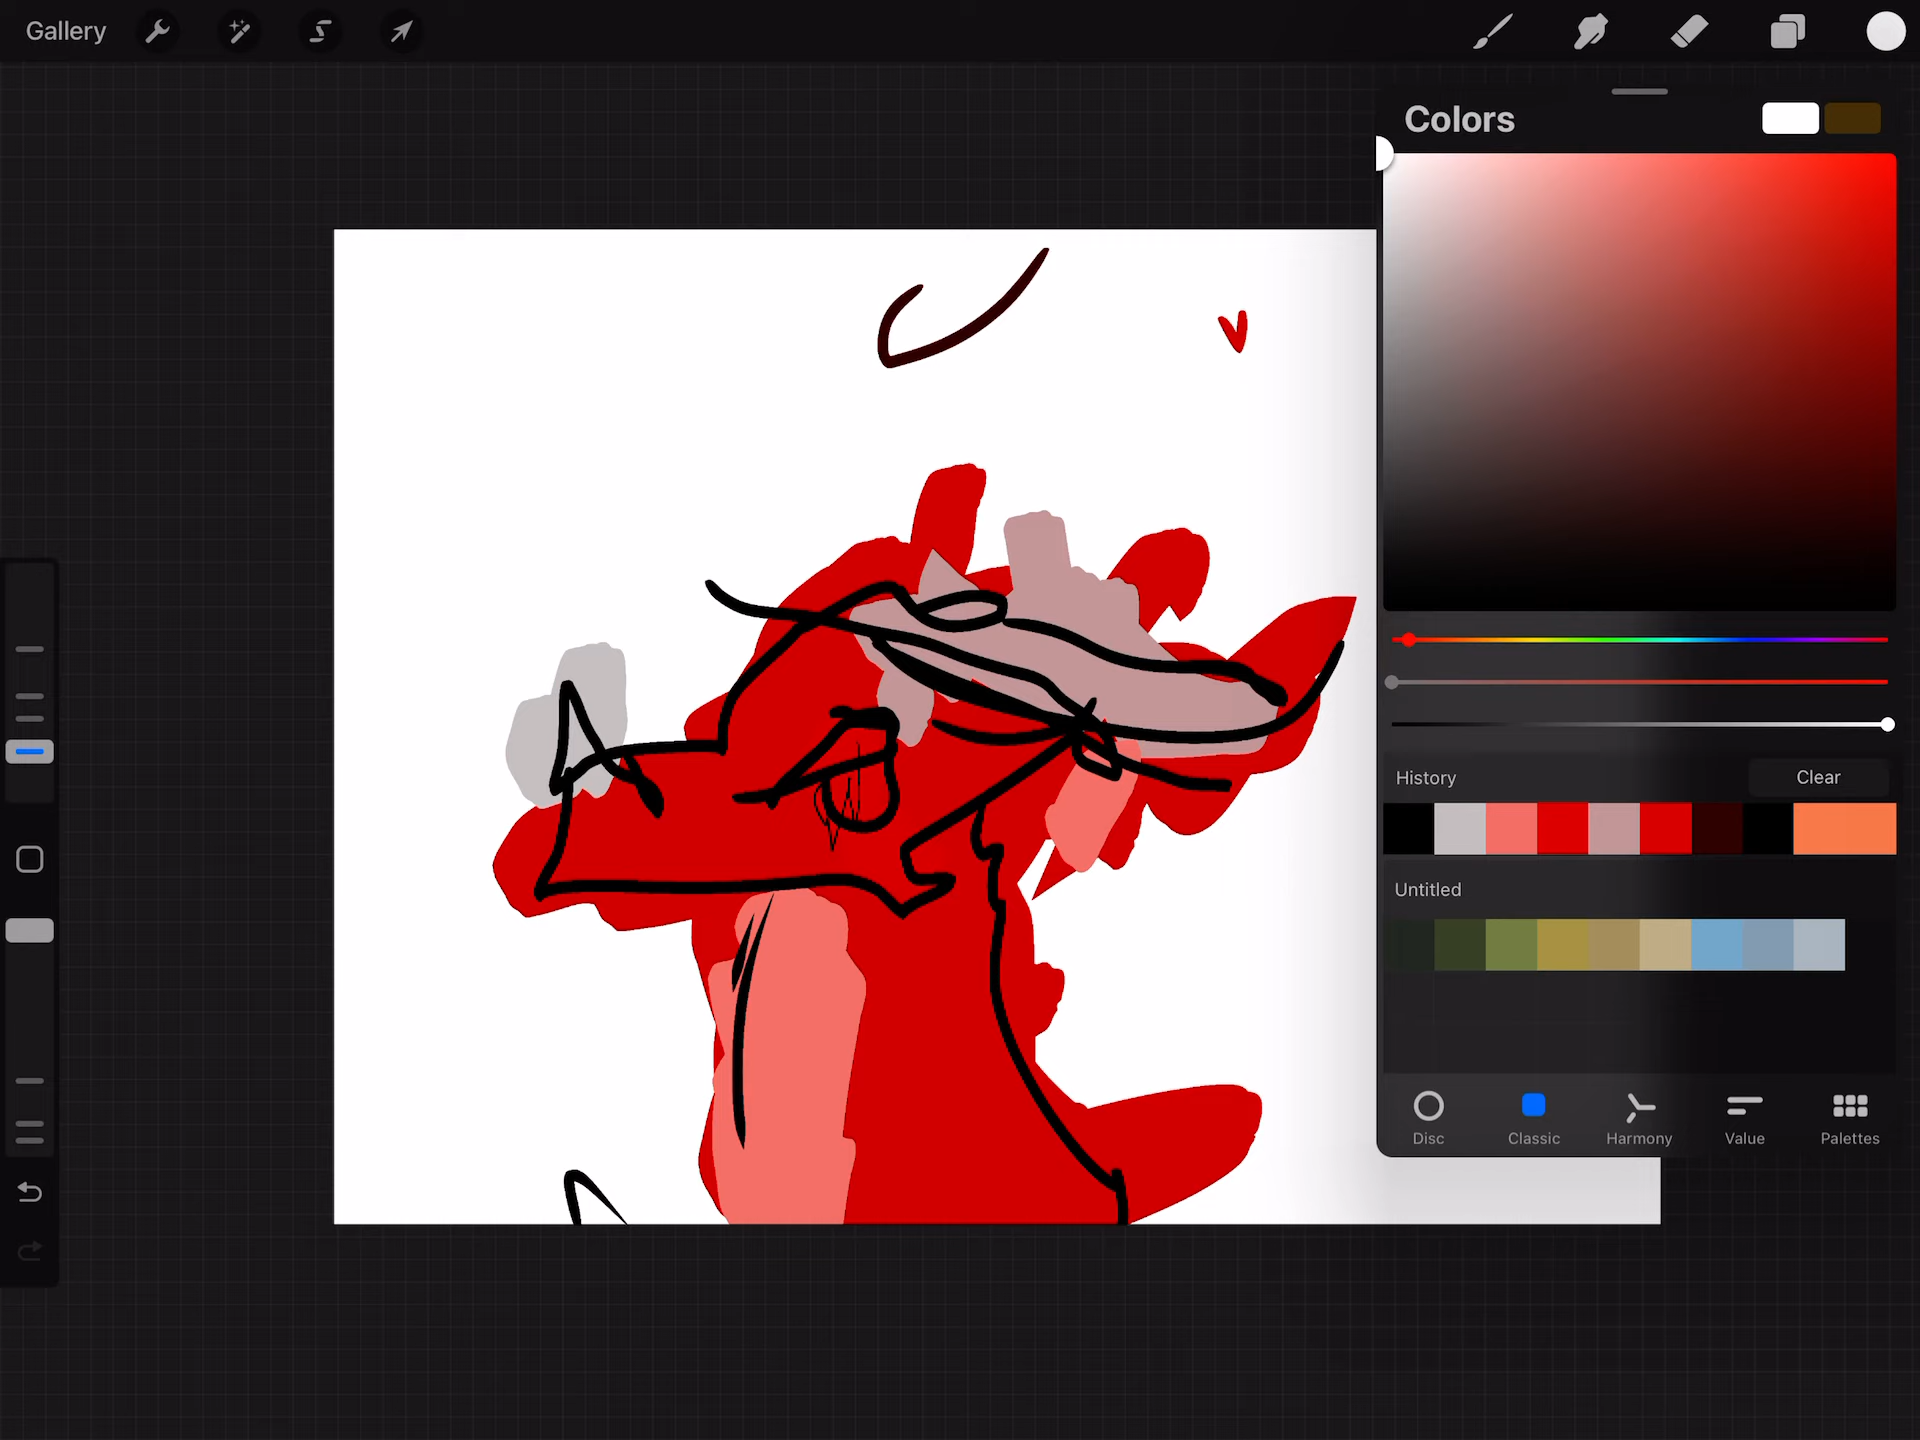 Gallery
Colors
History
Clear
Untitled
Disc
Classic
Harmony
Value
Palettes